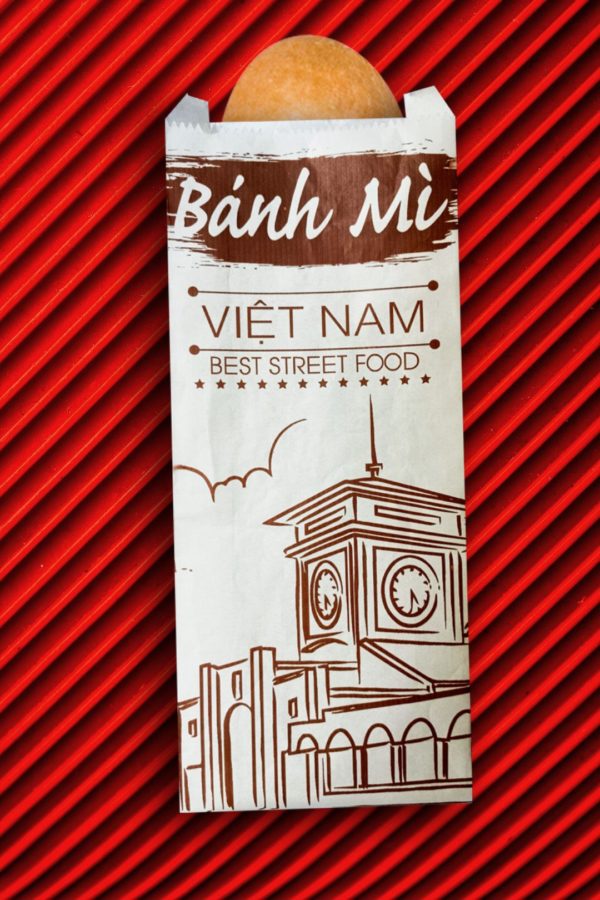 Bánh Mì
VIỆT NAM
BEST STREET FOOD